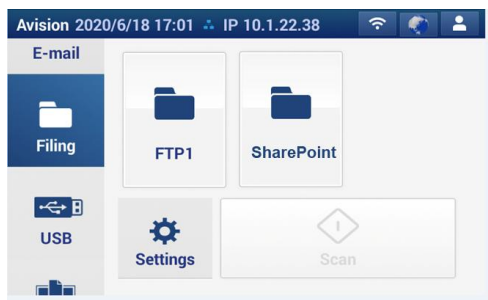 Avision 2020/6/18 17:01 IP 10.1.22.38
E-mail
Filing
FTP1
SharePoint
USB
Settings
Scan